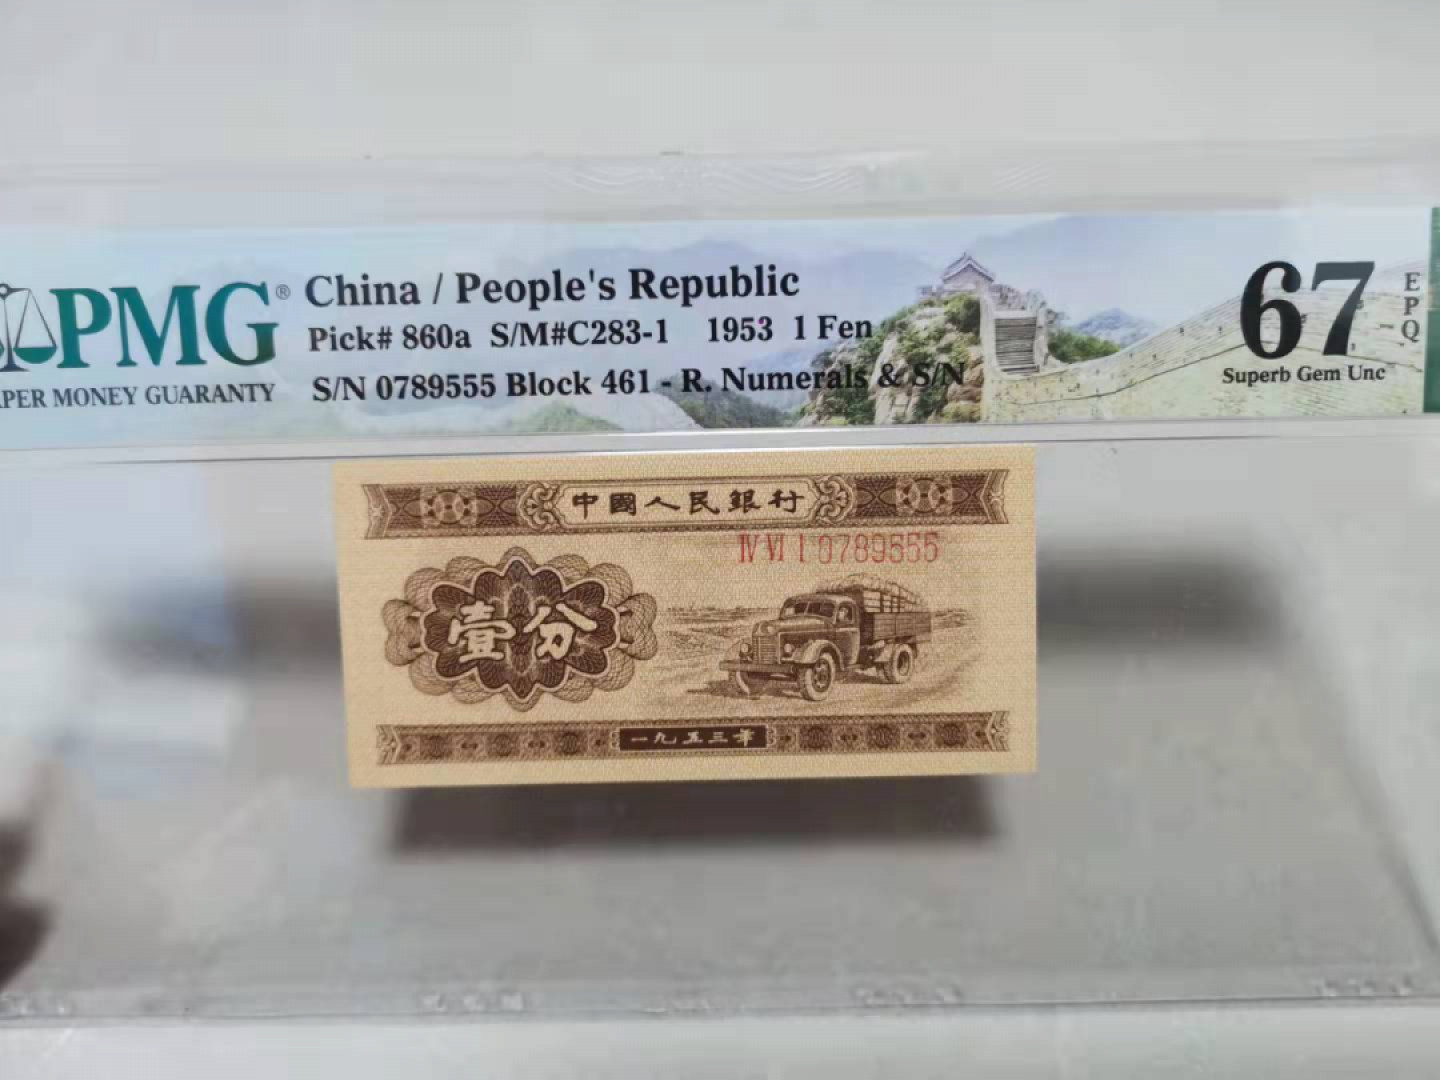 PMG®
PAPER MONEY GUARANTY
China / People's Republic
Pick# 860a S/M#C283-1 1953 1 Fen
S/N 0789555 Block 461 - R. Numerals & S/N
67
EPQ
Superb Gem Unc
中國人民銀行
Ⅳ Ⅵ Ⅰ 0789555
壹分
一九五三年